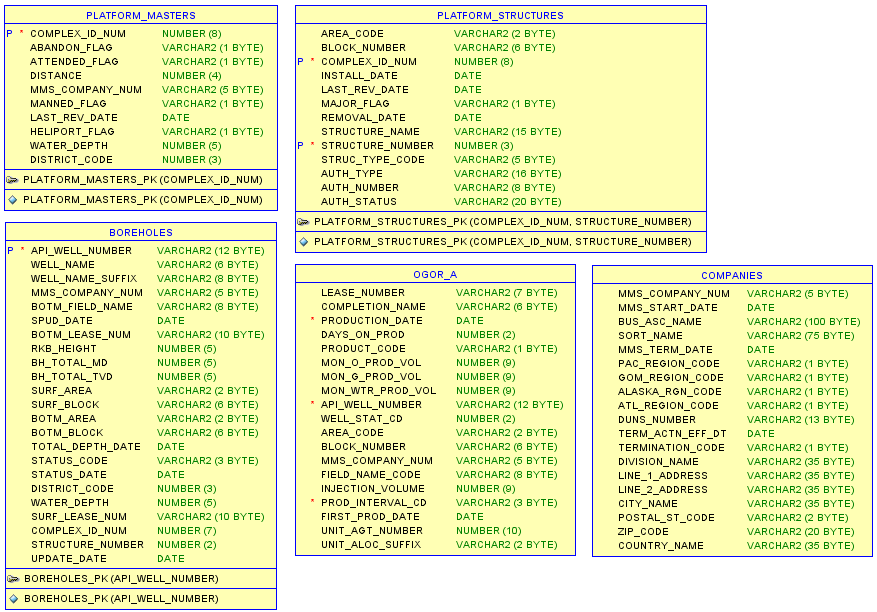 PLATFORM_MASTERS
P * COMPLEX_ID_NUM NUMBER (8)
ABANDON_FLAG VARCHAR2 (1 BYTE)
ATTENDED_FLAG VARCHAR2 (1 BYTE)
DISTANCE NUMBER (4)
MMS_COMPANY_NUM VARCHAR2 (5 BYTE)
MANNED_FLAG VARCHAR2 (1 BYTE)
LAST_REV_DATE DATE
HELIPORT_FLAG VARCHAR2 (1 BYTE)
WATER_DEPTH NUMBER (5)
DISTRICT_CODE NUMBER (3)
PLATFORM_MASTERS_PK (COMPLEX_ID_NUM)
PLATFORM_MASTERS_PK (COMPLEX_ID_NUM)
PLATFORM_STRUCTURES
AREA_CODE VARCHAR2 (2 BYTE)
BLOCK_NUMBER VARCHAR2 (6 BYTE)
P * COMPLEX_ID_NUM NUMBER (8)
INSTALL_DATE DATE
LAST_REV_DATE DATE
MAJOR_FLAG VARCHAR2 (1 BYTE)
REMOVAL_DATE DATE
STRUCTURE_NAME VARCHAR2 (15 BYTE)
P * STRUCTURE_NUMBER NUMBER (3)
STRUC_TYPE_CODE VARCHAR2 (5 BYTE)
AUTH_TYPE VARCHAR2 (16 BYTE)
AUTH_NUMBER VARCHAR2 (8 BYTE)
AUTH_STATUS VARCHAR2 (20 BYTE)
PLATFORM_STRUCTURES_PK (COMPLEX_ID_NUM, STRUCTURE_NUMBER)
PLATFORM_STRUCTURES_PK (COMPLEX_ID_NUM, STRUCTURE_NUMBER)
BOREHOLES
P * API_WELL_NUMBER VARCHAR2 (12 BYTE)
WELL_NAME VARCHAR2 (6 BYTE)
WELL_NAME_SUFFIX VARCHAR2 (8 BYTE)
MMS_COMPANY_NUM VARCHAR2 (5 BYTE)
BOTM_FIELD_NAME VARCHAR2 (8 BYTE)
SPUD_DATE DATE
BOTM_LEASE_NUM VARCHAR2 (10 BYTE)
RKB_HEIGHT NUMBER (5)
BH_TOTAL_MD NUMBER (5)
BH_TOTAL_TVD NUMBER (5)
SURF_AREA VARCHAR2 (2 BYTE)
SURF_BLOCK VARCHAR2 (6 BYTE)
BOTM_AREA VARCHAR2 (2 BYTE)
BOTM_BLOCK VARCHAR2 (6 BYTE)
TOTAL_DEPTH_DATE DATE
STATUS_CODE VARCHAR2 (3 BYTE)
STATUS_DATE DATE
DISTRICT_CODE NUMBER (3)
WATER_DEPTH NUMBER (5)
SURF_LEASE_NUM VARCHAR2 (10 BYTE)
COMPLEX_ID_NUM NUMBER (7)
STRUCTURE_NUMBER NUMBER (2)
UPDATE_DATE DATE
BOREHOLES_PK (API_WELL_NUMBER)
BOREHOLES_PK (API_WELL_NUMBER)
OGOR_A
LEASE_NUMBER VARCHAR2 (7 BYTE)
COMPLETION_NAME VARCHAR2 (6 BYTE)
* PRODUCTION_DATE DATE
DAYS_ON_PROD NUMBER (2)
PRODUCT_CODE VARCHAR2 (1 BYTE)
MON_O_PROD_VOL NUMBER (9)
MON_G_PROD_VOL NUMBER (9)
MON_WTR_PROD_VOL NUMBER (9)
* API_WELL_NUMBER VARCHAR2 (12 BYTE)
WELL_STAT_CD NUMBER (2)
AREA_CODE VARCHAR2 (2 BYTE)
BLOCK_NUMBER VARCHAR2 (6 BYTE)
MMS_COMPANY_NUM VARCHAR2 (5 BYTE)
FIELD_NAME_CODE VARCHAR2 (8 BYTE)
INJECTION_VOLUME NUMBER (9)
* PROD_INTERVAL_CD VARCHAR2 (3 BYTE)
FIRST_PROD_DATE DATE
UNIT_AGT_NUMBER NUMBER (10)
UNIT_ALOC_SUFFIX VARCHAR2 (2 BYTE)
COMPANIES
MMS_COMPANY_NUM VARCHAR2 (5 BYTE)
MMS_START_DATE DATE
BUS_ASC_NAME VARCHAR2 (100 BYTE)
SORT_NAME VARCHAR2 (75 BYTE)
MMS_TERM_DATE DATE
PAC_REGION_CODE VARCHAR2 (1 BYTE)
GOM_REGION_CODE VARCHAR2 (1 BYTE)
ALASKA_RGN_CODE VARCHAR2 (1 BYTE)
ATL_REGION_CODE VARCHAR2 (1 BYTE)
DUNS_NUMBER VARCHAR2 (13 BYTE)
TERM_ACTN_EFF_DT DATE
TERMINATION_CODE VARCHAR2 (1 BYTE)
DIVISION_NAME VARCHAR2 (35 BYTE)
LINE_1_ADDRESS VARCHAR2 (35 BYTE)
LINE_2_ADDRESS VARCHAR2 (35 BYTE)
CITY_NAME VARCHAR2 (35 BYTE)
POSTAL_ST_CODE VARCHAR2 (2 BYTE)
ZIP_CODE VARCHAR2 (20 BYTE)
COUNTRY_NAME VARCHAR2 (35 BYTE)